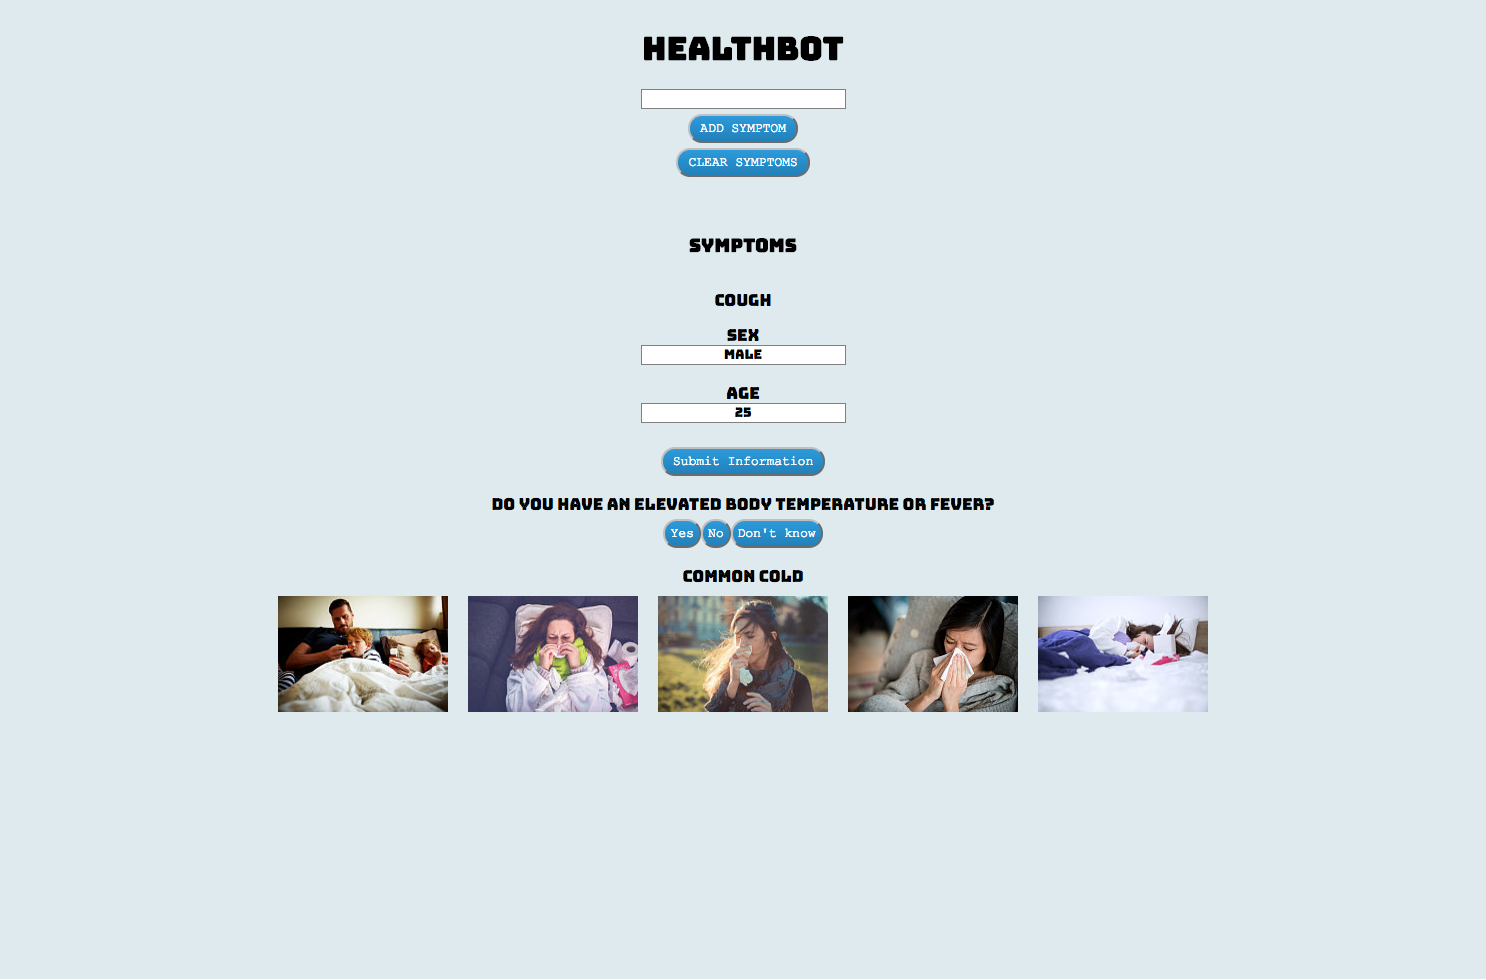 HEALTHBOT
ADD SYMPTOM
CLEAR SYMPTOMS
SYMPTOMS
COUGH
SEX
MALE
AGE
25
Submit Information
DO YOU HAVE AN ELEVATED BODY TEMPERATURE OR FEVER?
Yes No Don't know
COMMON COLD